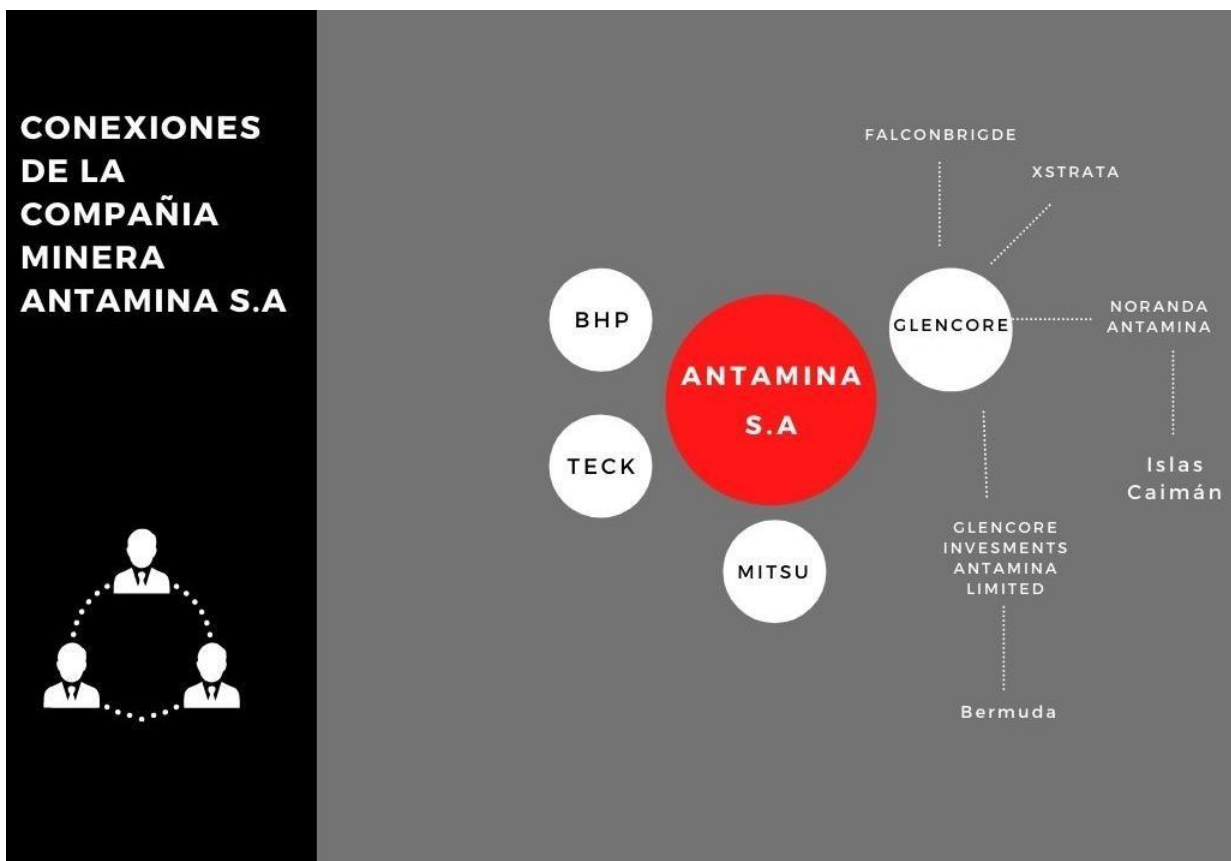 CONEXIONES
DE LA
COMPAÑIA
MINERA
ANTAMINA S.A
FALCONBRIGDE
XSTRATA
BHP
GLENCORE
NORANDA
ANTAMINA
ANTAMINA
S.A
TECK
Islas
Caimán
GLENCORE
INVESMENTS
ANTAMINA
LIMITED
MITSU
Bermuda